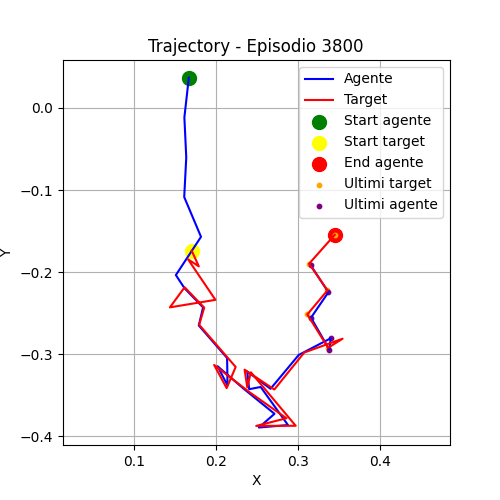 Trajectory - Episodio 3800
Agente
Target
Start agente
Start target
End agente
Ultimi target
Ultimi agente
Y
0.0
−0.1
−0.2
−0.3
−0.4
0.1
0.2
0.3
0.4
X